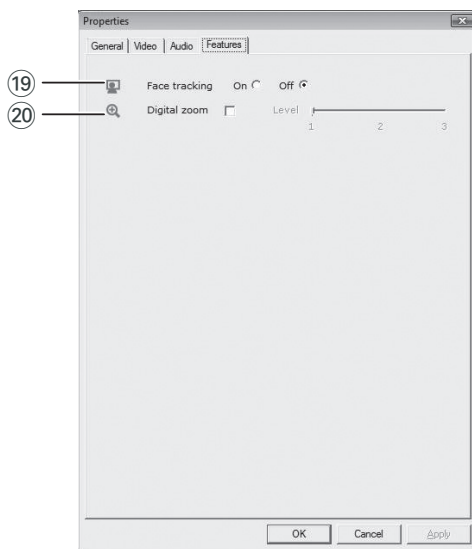 Properties
General Video Audio Features
⑲ Face tracking On Off
⑳ Digital zoom Level
1 2 3
OK Cancel Apply